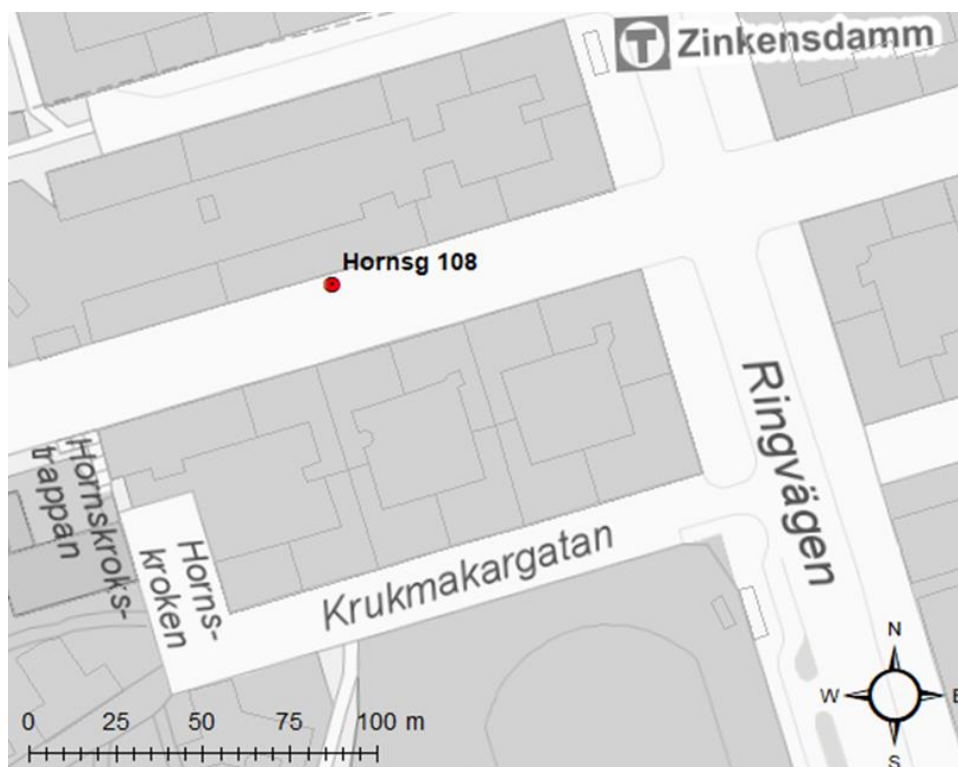 T Zinkensdamm
Hornsg 108
Ringvägen
Hornskroks-
trappan
Horns-
kroken
Krukmakargatan
N
W
E
S
0 25 50 75 100 m